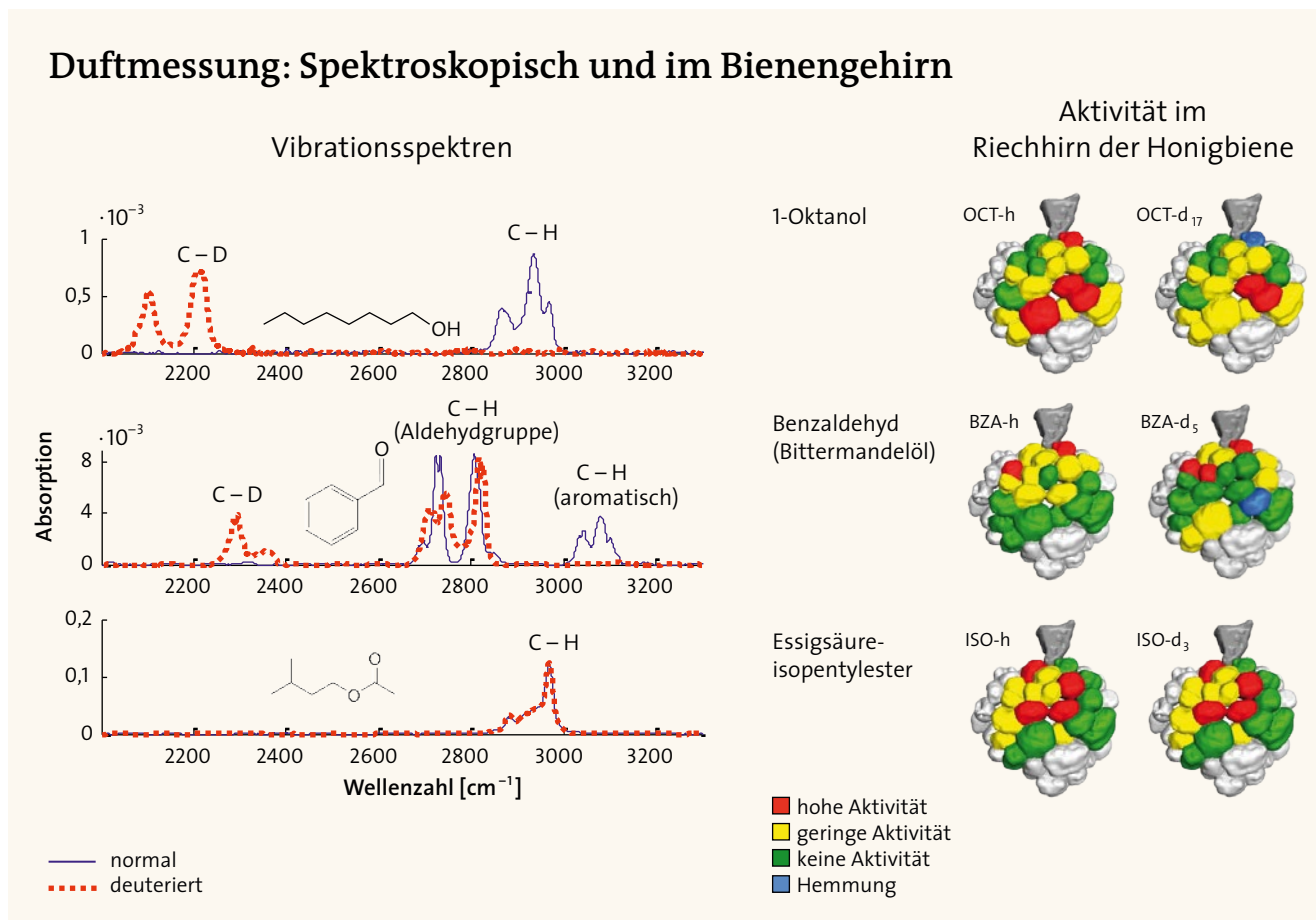 Duftmessung: Spektroskopisch und im Bienengehirn
Vibrationsspektren
Aktivität im
Riechhirn der Honigbiene
·10⁻³
1
0,5
0
C – D
C – H
OH
2200 2400 2600 2800 3000 3200
1-Oktanol
OCT-h
OCT-d₁₇
·10⁻³
8
4
0
C – D
O
C – H
(Aldehydgruppe)
C – H
(aromatisch)
2200 2400 2600 2800 3000 3200
Benzaldehyd
(Bittermandelöl)
BZA-h
BZA-d₅
Absorption
0,2
0,1
0
O
O
C – H
2200 2400 2600 2800 3000 3200
Wellenzahl [cm⁻¹]
Essigsäure-
isopentylester
ISO-h
ISO-d₃
normal
deuteriert
hohe Aktivität
geringe Aktivität
keine Aktivität
Hemmung